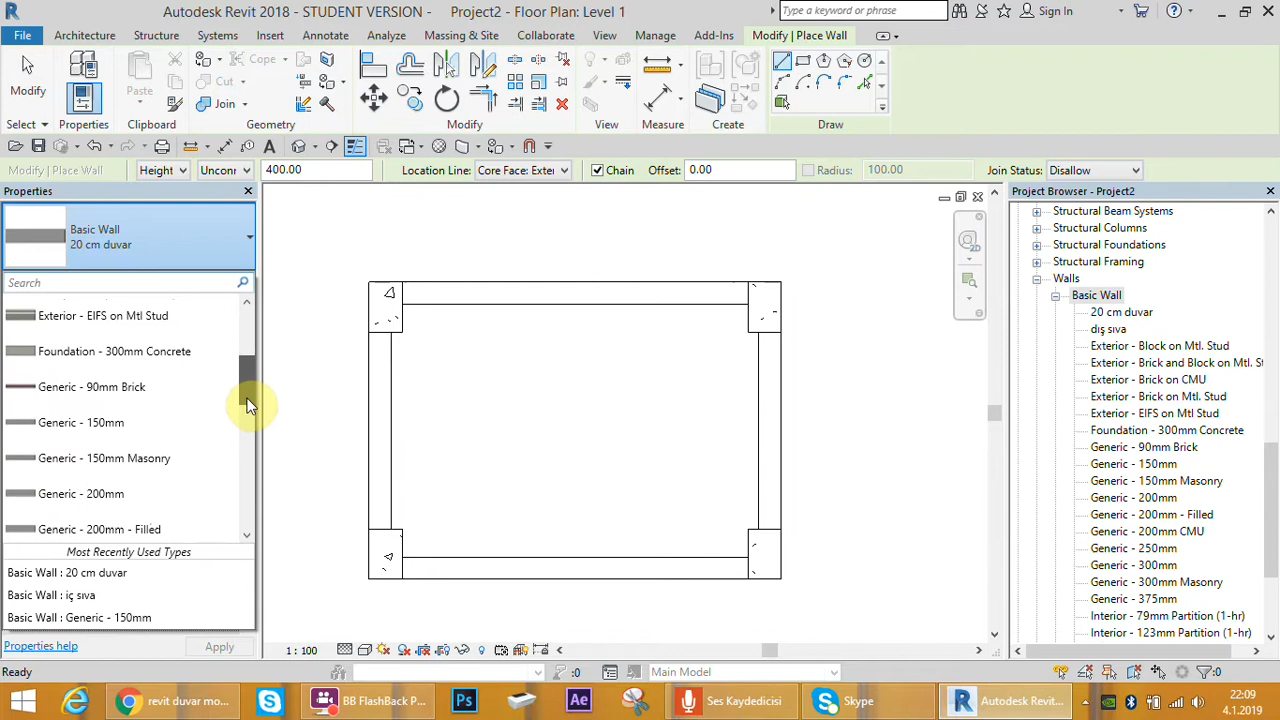 Autodesk Revit 2018 - STUDENT VERSION - Project2 - Floor Plan: Level 1
Type a keyword or phrase
Sign In
File Architecture Structure Systems Insert Annotate Analyze Massing & Site Collaborate View Manage Add-Ins Modify | Place Wall
Modify Paste Cope Cut Join
Select Properties Clipboard Geometry Modify View Measure Create Draw
Modify | Place Wall Height Unconr 400.00 Location Line: Core Face: Exter Chain Offset: 0.00 Radius: 100.00 Join Status: Disallow
Properties
Basic Wall
20 cm duvar
Search
Exterior - EIFS on Mtl Stud
Foundation - 300mm Concrete
Generic - 90mm Brick
Generic - 150mm
Generic - 150mm Masonry
Generic - 200mm
Generic - 200mm - Filled
Most Recently Used Types
Basic Wall : 20 cm duvar
Basic Wall : iç sıva
Basic Wall : Generic - 150mm
Properties help Apply
2D
Project Browser - Project2
Structural Beam Systems
Structural Columns
Structural Foundations
Structural Framing
Walls
Basic Wall
20 cm duvar
dış sıva
Exterior - Block on Mtl. Stud
Exterior - Brick and Block on Mtl. S
Exterior - Brick on CMU
Exterior - Brick on Mtl. Stud
Exterior - EIFS on Mtl Stud
Foundation - 300mm Concrete
Generic - 90mm Brick
Generic - 150mm
Generic - 150mm Masonry
Generic - 200mm
Generic - 200mm - Filled
Generic - 200mm CMU
Generic - 250mm
Generic - 300mm
Generic - 300mm Masonry
Generic - 375mm
Interior - 79mm Partition (1-hr)
Interior - 123mm Partition (1-hr)
1 : 100
Ready :0 Main Model :0
revit duvar mo... BB FlashBack P... Ps Ae Ses Kaydedicisi Skype Autodesk Revit...
22:09
4.1.2019